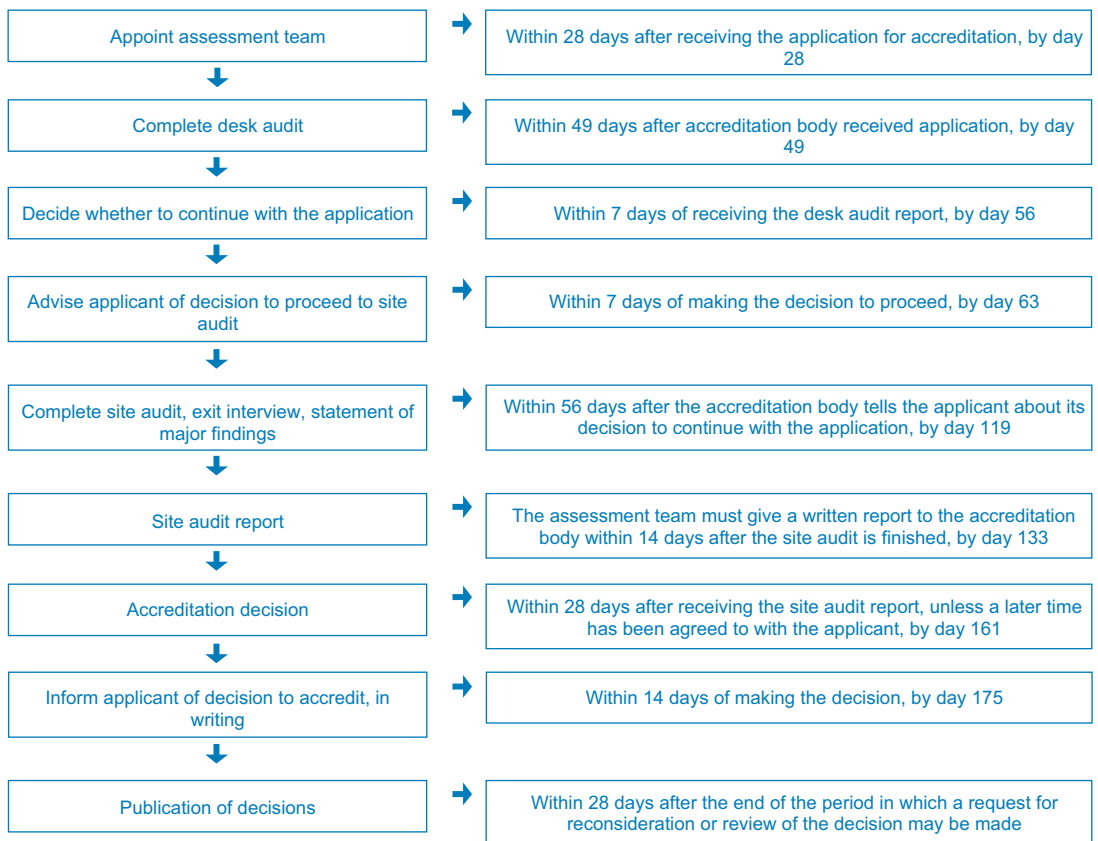 Appoint assessment team
Within 28 days after receiving the application for accreditation, by day
28
Complete desk audit
Within 49 days after accreditation body received application, by day
49
Decide whether to continue with the application
Within 7 days of receiving the desk audit report, by day 56
Advise applicant of decision to proceed to site
audit
Within 7 days of making the decision to proceed, by day 63
Complete site audit, exit interview, statement of
major findings
Within 56 days after the accreditation body tells the applicant about its
decision to continue with the application, by day 119
Site audit report
The assessment team must give a written report to the accreditation
body within 14 days after the site audit is finished, by day 133
Accreditation decision
Within 28 days after receiving the site audit report, unless a later time
has been agreed to with the applicant, by day 161
Inform applicant of decision to accredit, in
writing
Within 14 days of making the decision, by day 175
Publication of decisions
Within 28 days after the end of the period in which a request for
reconsideration or review of the decision may be made